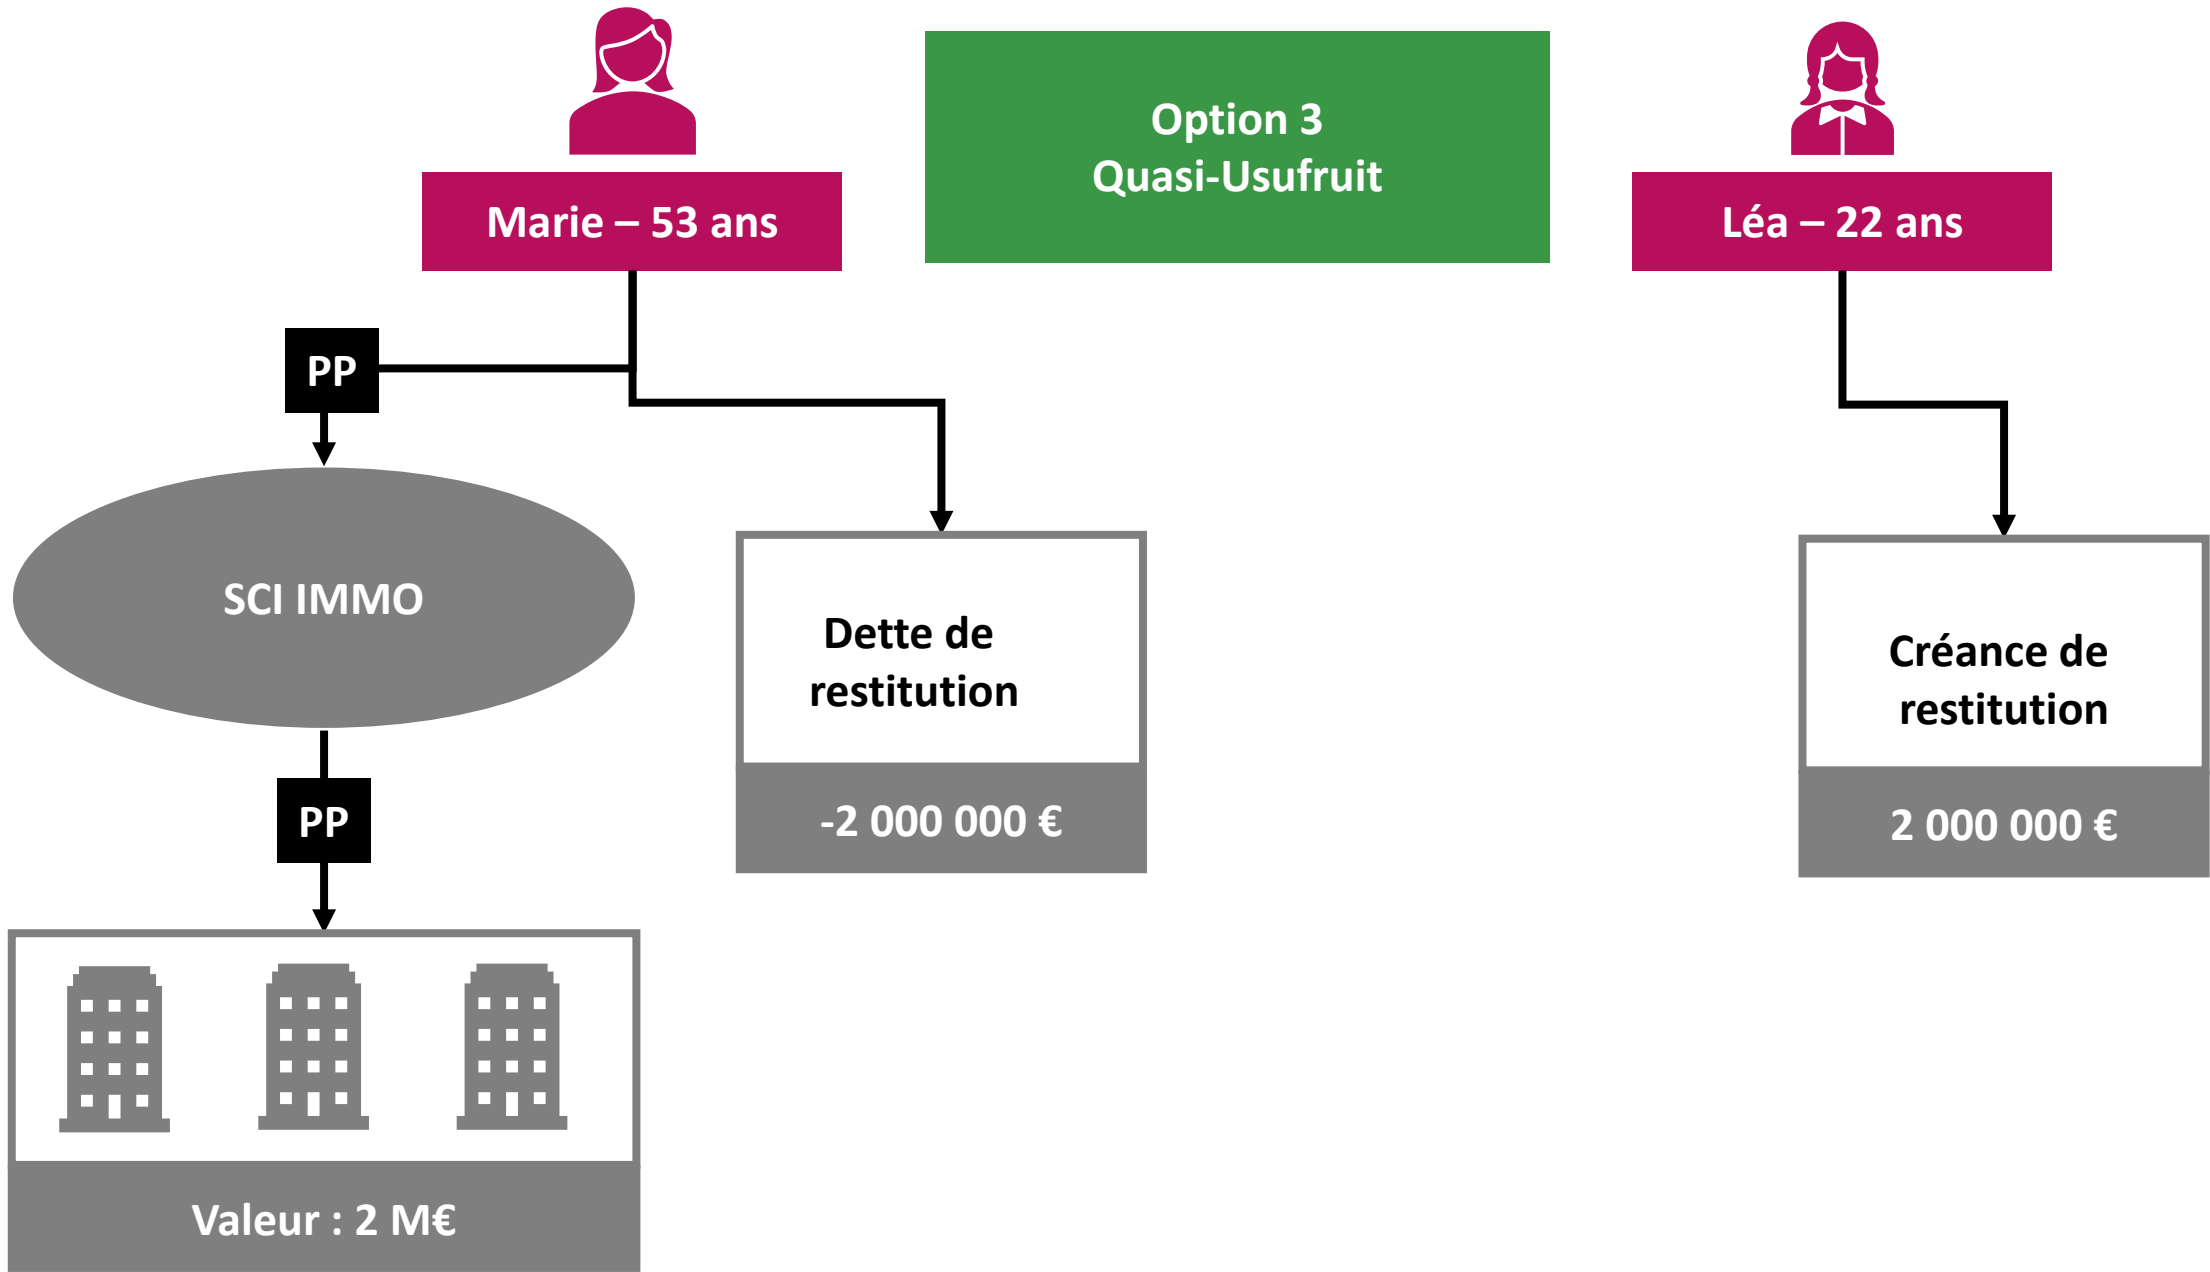 Option 3
Quasi-Usufruit
Marie – 53 ans
Léa – 22 ans
PP
SCI IMMO
Dette de
restitution
Créance de
restitution
PP
-2 000 000 €
2 000 000 €
Valeur : 2 M€